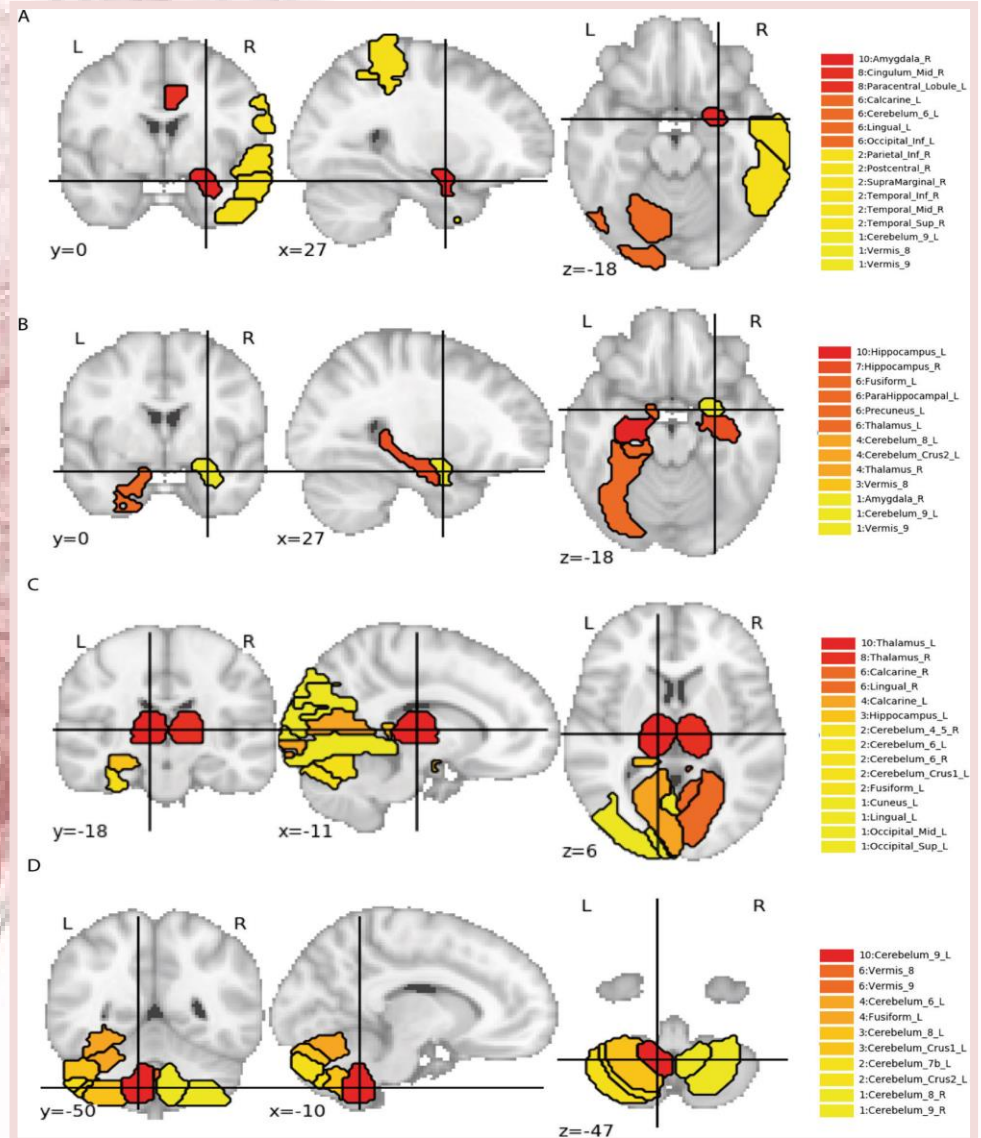 A
L R
y=0
x=27
L R
z=-18
10:Amygdala_R
8:Cingulum_Mid_R
8:Paracentral_Lobule_L
6:Calcarine_L
6:Cerebelum_6_L
6:Lingual_L
6:Occipital_Inf_L
2:Parietal_Inf_R
2:Postcentral_R
2:SupraMarginal_R
2:Temporal_Inf_R
2:Temporal_Mid_R
2:Temporal_Sup_R
1:Cerebelum_9_L
1:Vermis_8
1:Vermis_9
B
L R
y=0
x=27
L R
z=-18
10:Hippocampus_L
7:Hippocampus_R
6:Fusiform_L
6:ParaHippocampal_L
6:Precuneus_L
6:Thalamus_L
4:Cerebelum_8_L
4:Cerebelum_Crus2_L
4:Thalamus_R
3:Vermis_8
1:Amygdala_R
1:Cerebelum_9_L
1:Vermis_9
C
L R
y=-18
x=-11
L R
z=6
10:Thalamus_L
8:Thalamus_R
6:Calcarine_R
6:Lingual_R
4:Calcarine_L
3:Hippocampus_L
2:Cerebelum_4_5_R
2:Cerebelum_6_L
2:Cerebelum_6_R
2:Cerebelum_Crus1_L
2:Fusiform_L
1:Cuneus_L
1:Lingual_L
1:Occipital_Mid_L
1:Occipital_Sup_L
D
L R
y=-50
x=-10
L R
z=-47
10:Cerebelum_9_L
6:Vermis_8
6:Vermis_9
4:Cerebelum_6_L
4:Fusiform_L
3:Cerebelum_8_L
3:Cerebelum_Crus1_L
2:Cerebelum_7b_L
2:Cerebelum_Crus2_L
1:Cerebelum_8_R
1:Cerebelum_9_R